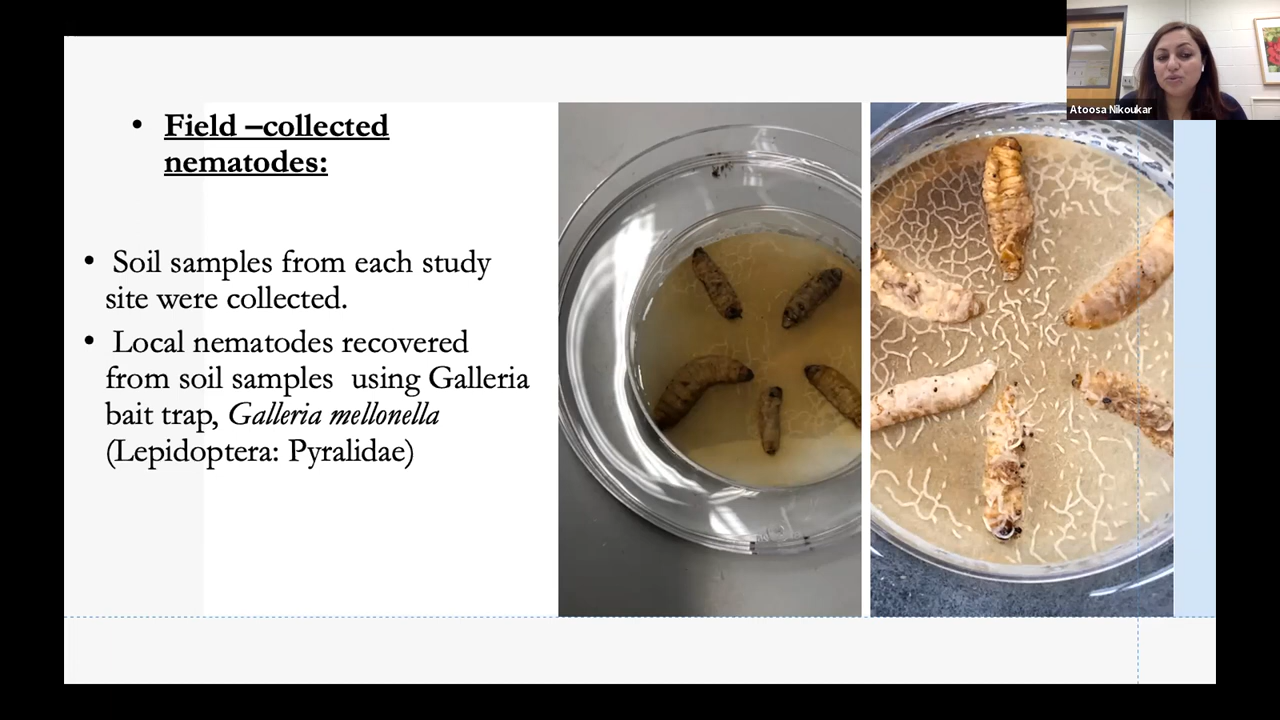 Atoosa Nikoukar
• Field –collected
nematodes:
• Soil samples from each study
site were collected.
• Local nematodes recovered
from soil samples using Galleria
bait trap, Galleria mellonella
(Lepidoptera: Pyralidae)